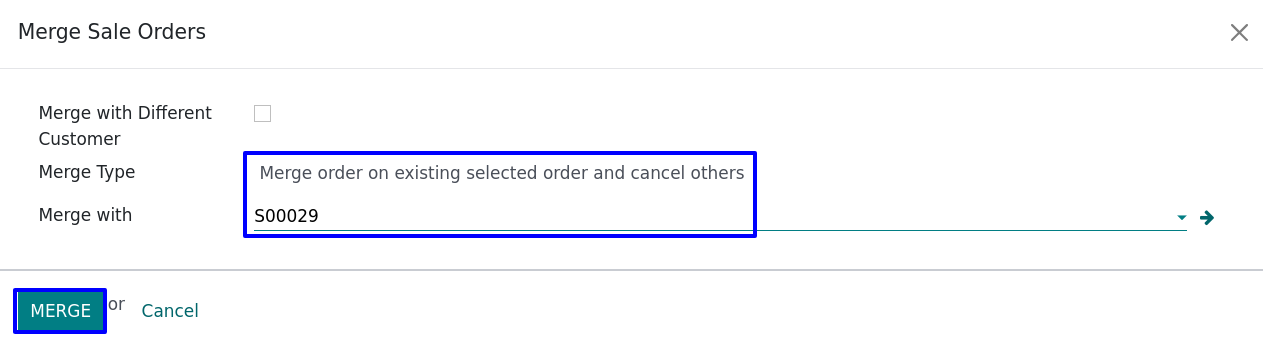 Merge Sale Orders
Merge with Different
Customer
Merge Type
Merge order on existing selected order and cancel others
Merge with
S00029
MERGE or Cancel